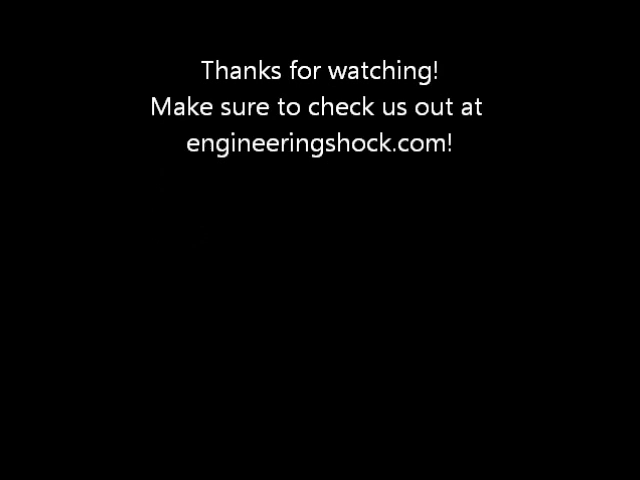 Thanks for watching!
Make sure to check us out at
engineeringshock.com!